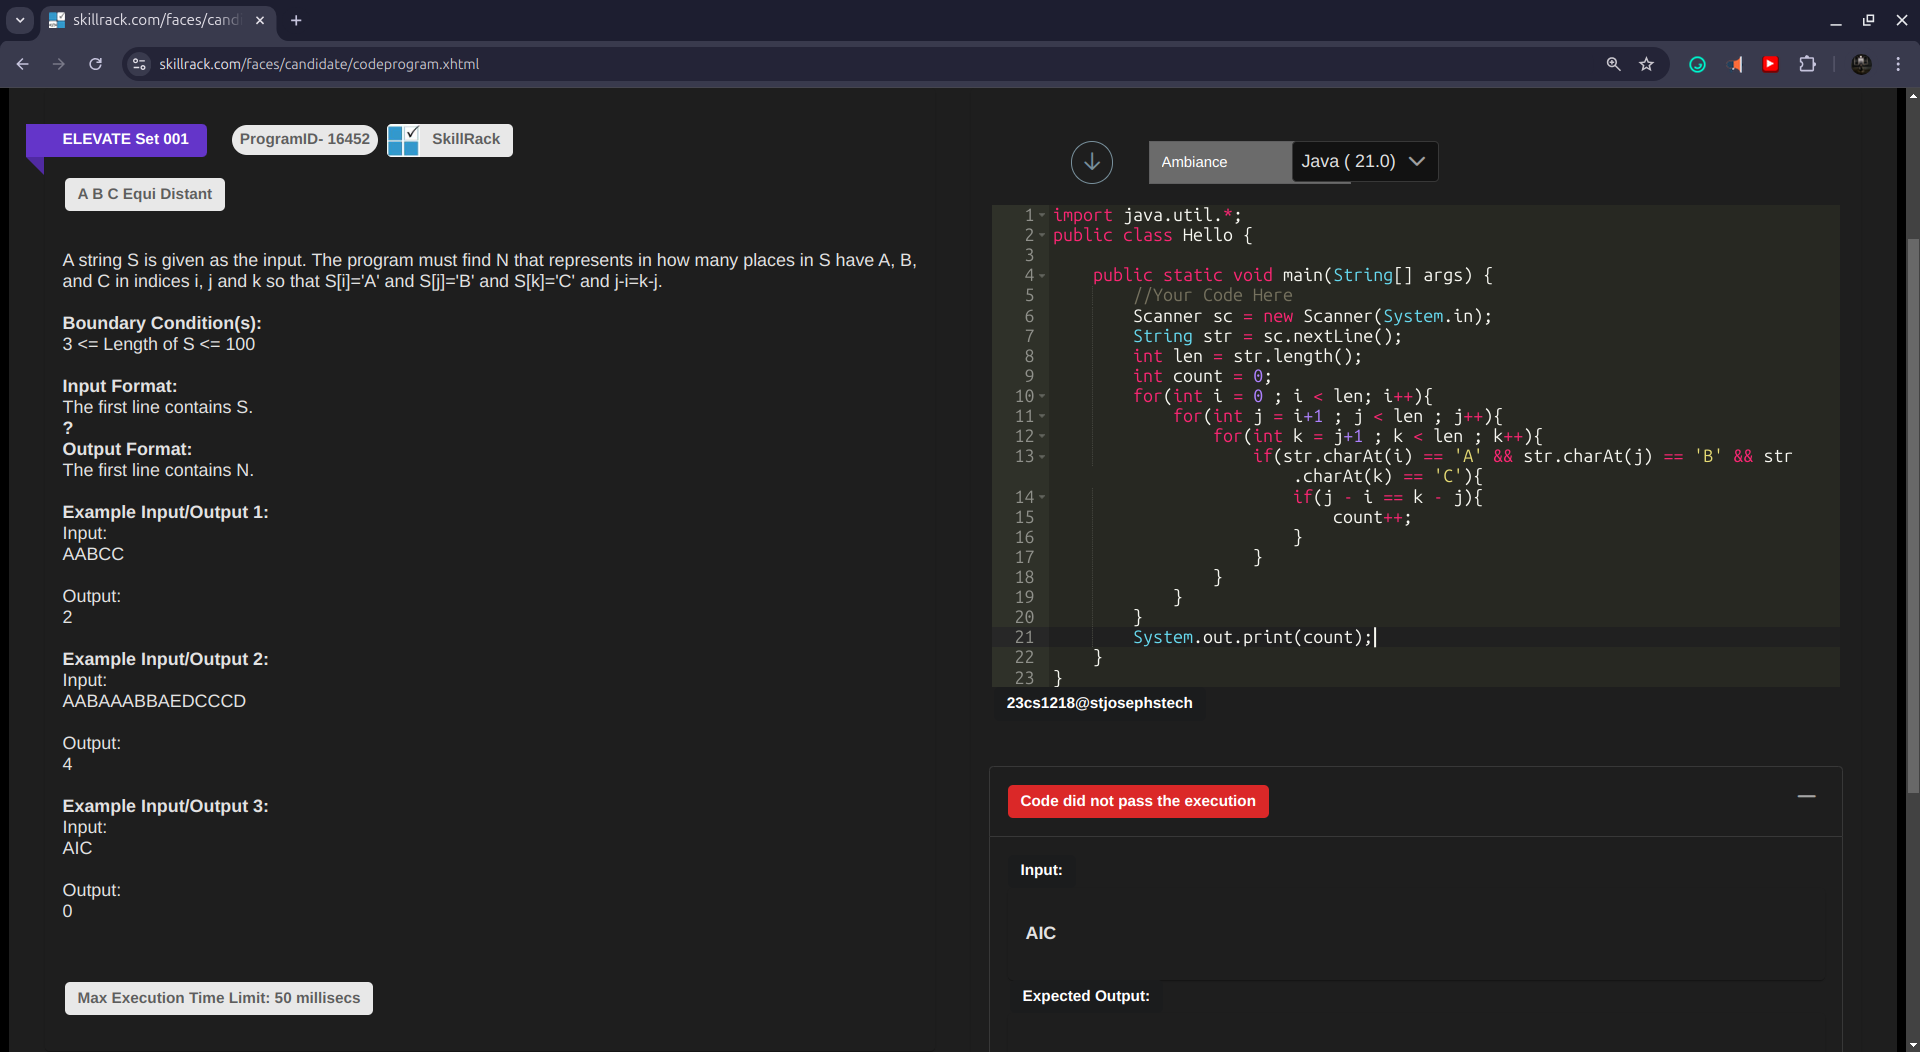 skillrack.com/faces/cand
skillrack.com/faces/candidate/codeprogram.xhtml
ELEVATE Set 001
ProgramID- 16452
SkillRack
A B C Equi Distant
A string S is given as the input. The program must find N that represents in how many places in S have A, B,
and C in indices i, j and k so that S[i]='A' and S[j]='B' and S[k]='C' and j-i=k-j.
Boundary Condition(s):
3 <= Length of S <= 100
Input Format:
The first line contains S.
?
Output Format:
The first line contains N.
Example Input/Output 1:
Input:
AABCC
Output:
2
Example Input/Output 2:
Input:
AABAAABBAEDCCCD
Output:
4
Example Input/Output 3:
Input:
AIC
Output:
0
Max Execution Time Limit: 50 millisecs
Ambiance
Java ( 21.0)
1 import java.util.*;
2 public class Hello {
3
4     public static void main(String[] args) {
5         //Your Code Here
6         Scanner sc = new Scanner(System.in);
7         String str = sc.nextLine();
8         int len = str.length();
9         int count = 0;
10         for(int i = 0 ; i < len; i++){
11             for(int j = i+1 ; j < len ; j++){
12                 for(int k = j+1 ; k < len ; k++){
13                     if(str.charAt(i) == 'A' && str.charAt(j) == 'B' && str
.charAt(k) == 'C'){
14                         if(j - i == k - j){
15                             count++;
16                         }
17                     }
18                 }
19             }
20         }
21         System.out.print(count);
22     }
23 }
23cs1218@stjosephstech
Code did not pass the execution
Input:
AIC
Expected Output: